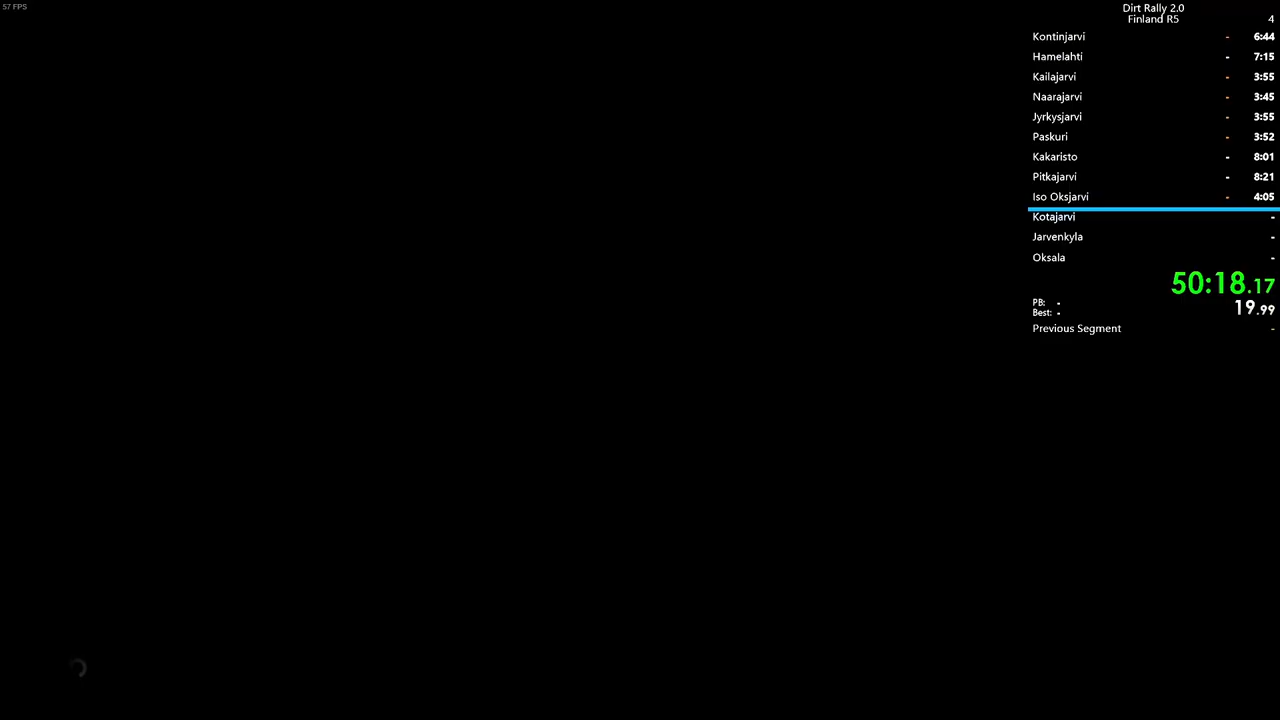 57 FPS
Dirt Rally 2.0
Finland R5 4
Kontinjarvi - 6:44
Hamelahti - 7:15
Kailajarvi - 3:55
Naarajarvi - 3:45
Jyrkysjarvi - 3:55
Paskuri - 3:52
Kakaristo - 8:01
Pitkajarvi - 8:21
Iso Oksjarvi - 4:05
Kotajarvi -
Jarvenkyla -
Oksala -
50:18.17
PB: - 19.99
Best: -
Previous Segment -